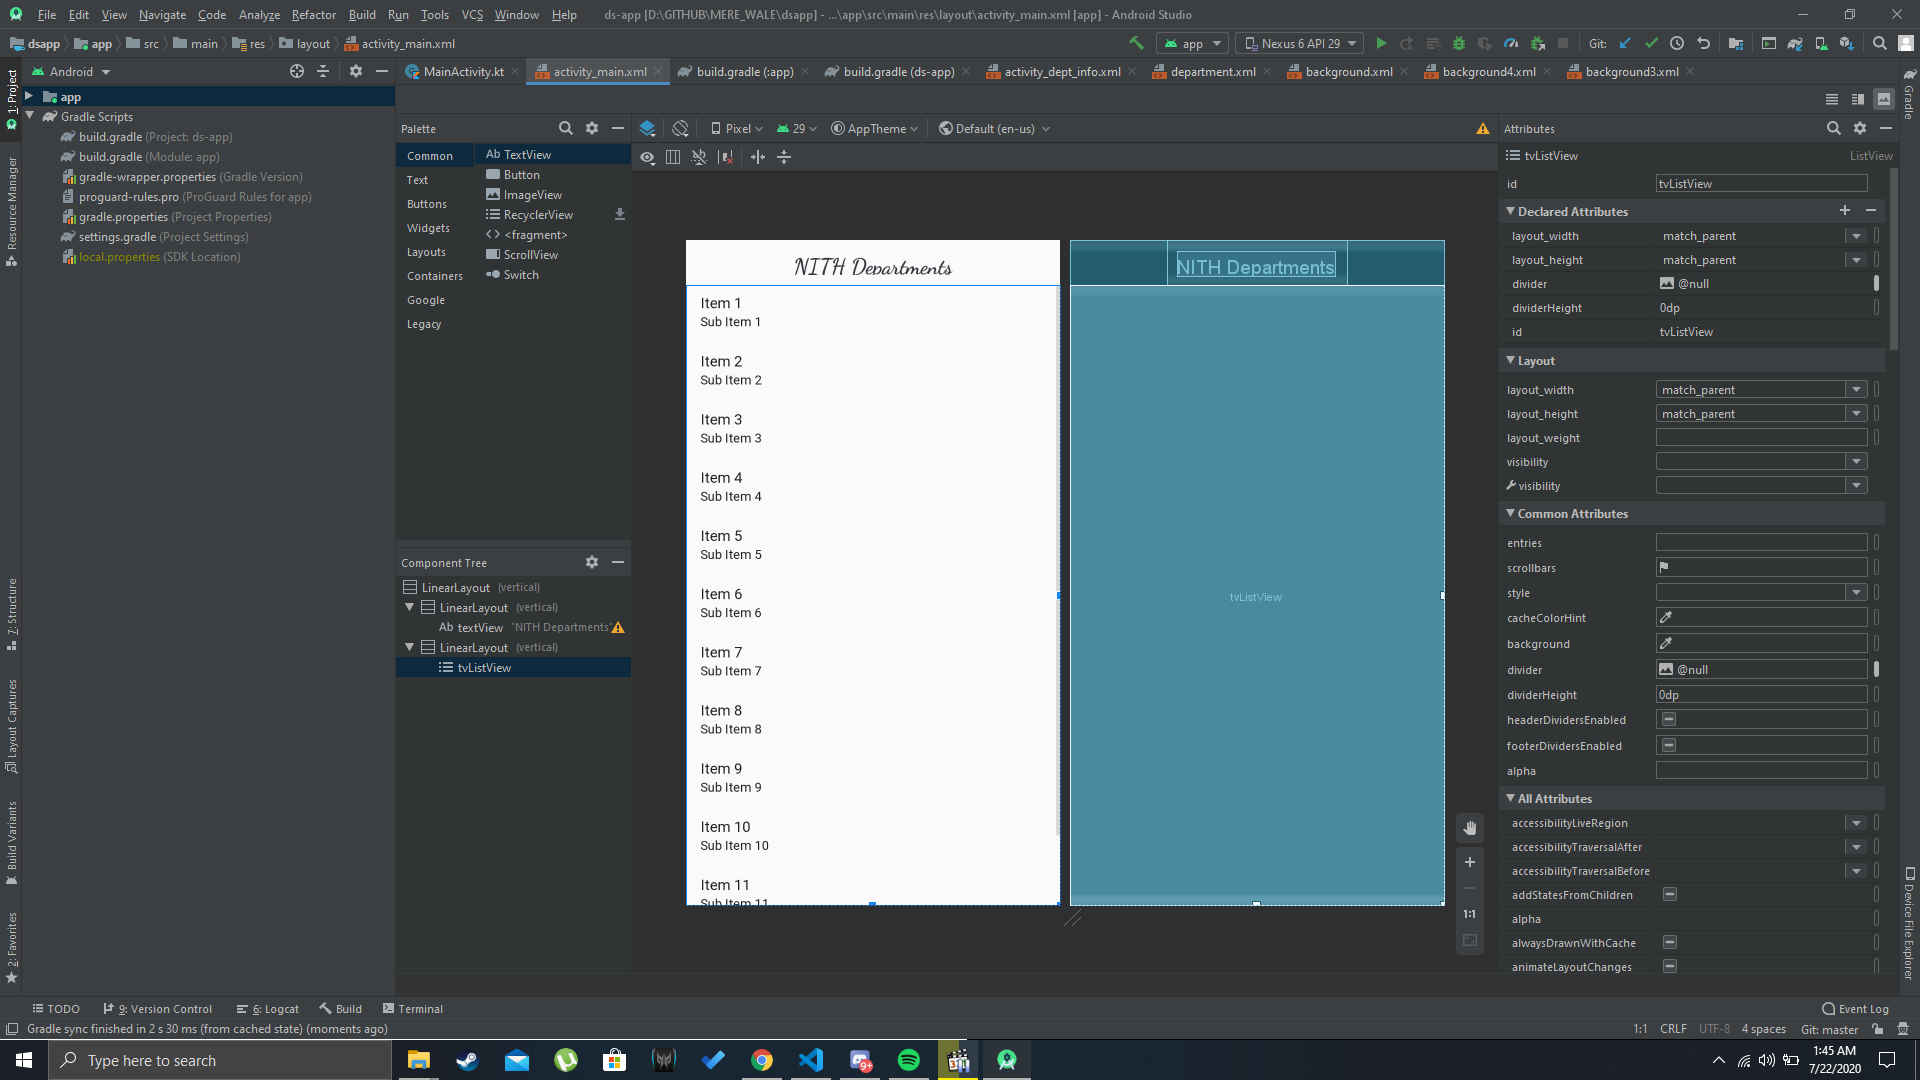 File Edit View Navigate Code Analyze Refactor Build Run Tools VCS Window Help ds-app [D:\GITHUB\MERE_WALE\dsapp] - ...\app\src\main\res\layout\activity_main.xml [app] - Android Studio
dsapp app src main res layout activity_main.xml app Nexus 6 API 29 Git:
Android MainActivity.kt activity_main.xml build.gradle (:app) build.gradle (ds-app) activity_dept_info.xml department.xml background.xml background4.xml background3.xml
1: Project
Resource Manager
7: Structure
Layout Captures
Build Variants
2: Favorites
app
Gradle Scripts
build.gradle (Project: ds-app)
build.gradle (Module: app)
gradle-wrapper.properties (Gradle Version)
proguard-rules.pro (ProGuard Rules for app)
gradle.properties (Project Properties)
settings.gradle (Project Settings)
local.properties (SDK Location)
Palette
Common
Text
Buttons
Widgets
Layouts
Containers
Google
Legacy
Ab TextView
Button
ImageView
RecyclerView
<fragment>
ScrollView
Switch
Component Tree
LinearLayout (vertical)
LinearLayout (vertical)
Ab textView "NITH Departments"
LinearLayout (vertical)
tvListView
Pixel 29 AppTheme Default (en-us)
NITH Departments
Item 1
Sub Item 1
Item 2
Sub Item 2
Item 3
Sub Item 3
Item 4
Sub Item 4
Item 5
Sub Item 5
Item 6
Sub Item 6
Item 7
Sub Item 7
Item 8
Sub Item 8
Item 9
Sub Item 9
Item 10
Sub Item 10
Item 11
Sub Item 11
NITH Departments
tvListView
1:1
Attributes
tvListView ListView
id tvListView
Declared Attributes
layout_width match_parent
layout_height match_parent
divider @null
dividerHeight 0dp
id tvListView
Layout
layout_width match_parent
layout_height match_parent
layout_weight
visibility
visibility
Common Attributes
entries
scrollbars
style
cacheColorHint
background
divider @null
dividerHeight 0dp
headerDividersEnabled
footerDividersEnabled
alpha
All Attributes
accessibilityLiveRegion
accessibilityTraversalAfter
accessibilityTraversalBefore
addStatesFromChildren
alpha
alwaysDrawnWithCache
animateLayoutChanges
Gradle
Device File Explorer
TODO 9: Version Control 6: Logcat Build Terminal Event Log
Gradle sync finished in 2 s 30 ms (from cached state) (moments ago) 1:1 CRLF UTF-8 4 spaces Git: master
Type here to search
9+
1:45 AM
7/22/2020